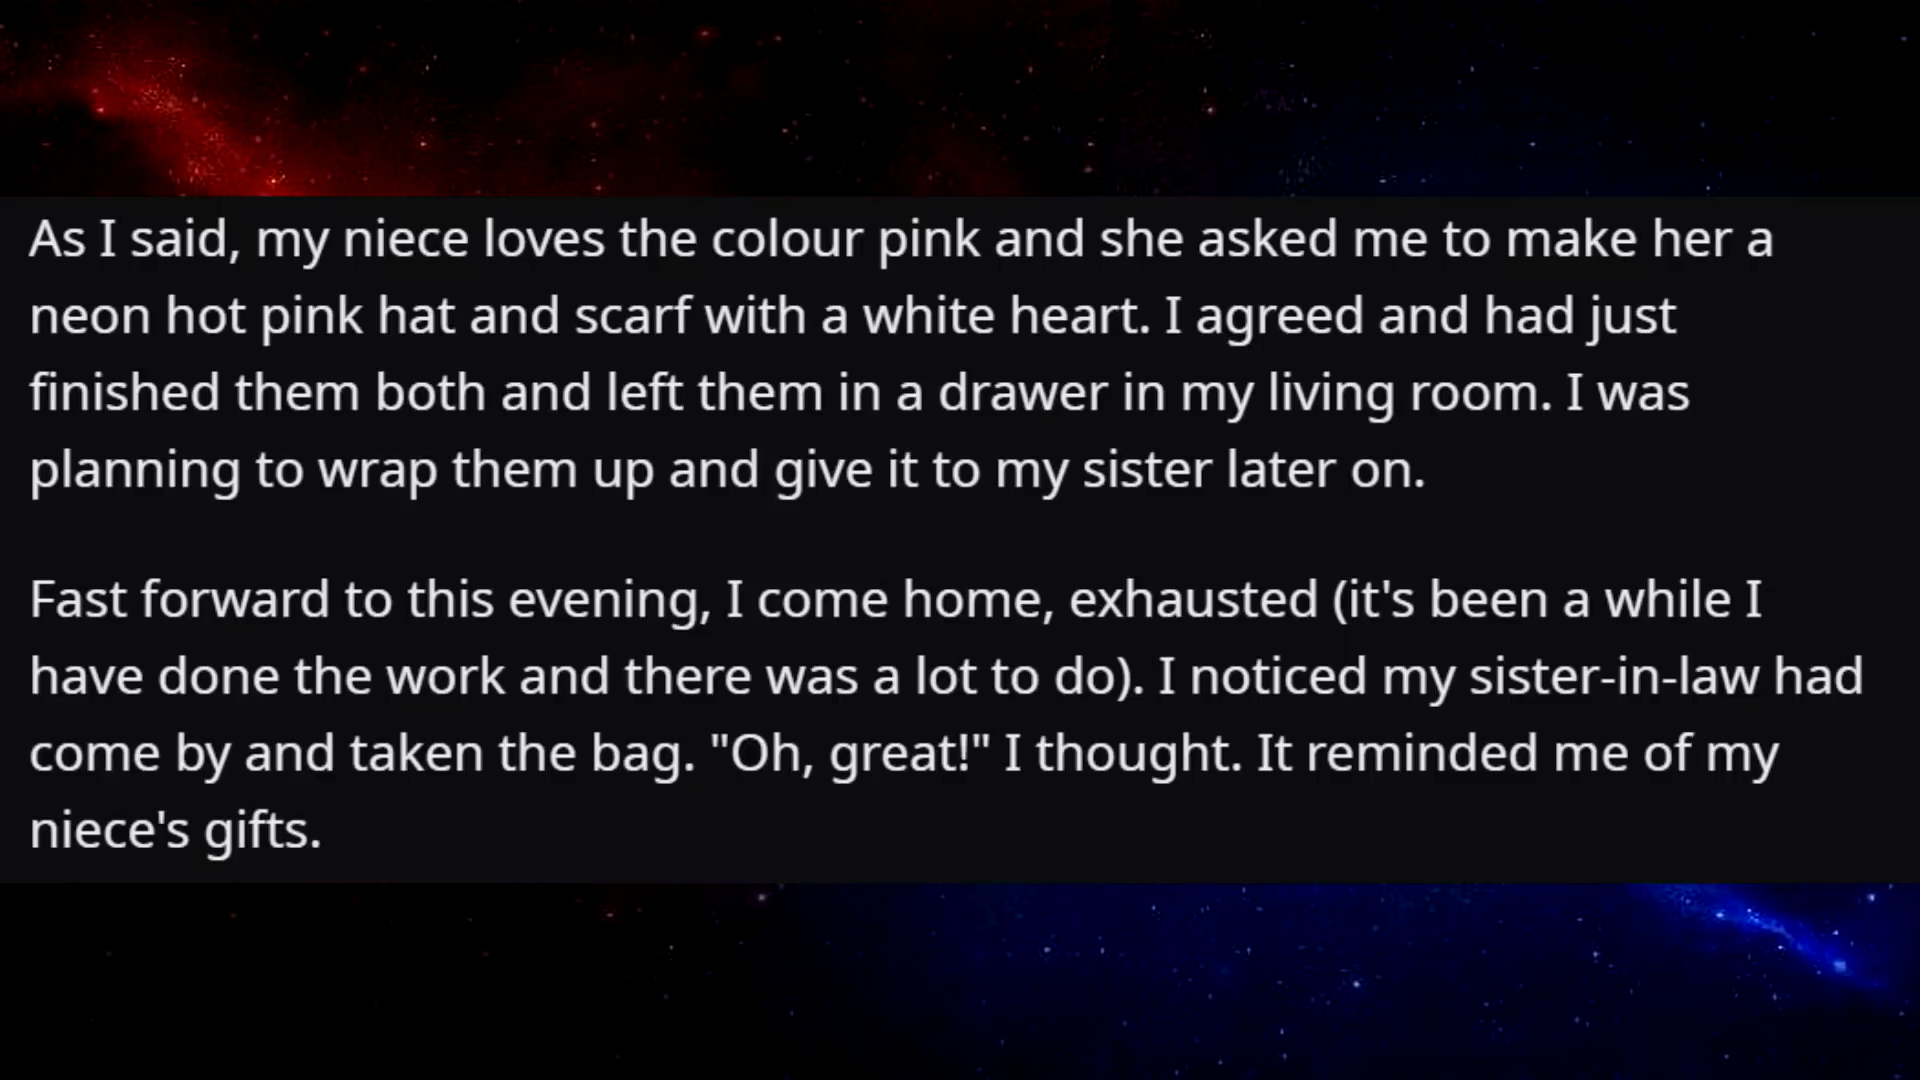 As I said, my niece loves the colour pink and she asked me to make her a
neon hot pink hat and scarf with a white heart. I agreed and had just
finished them both and left them in a drawer in my living room. I was
planning to wrap them up and give it to my sister later on.
Fast forward to this evening, I come home, exhausted (it's been a while I
have done the work and there was a lot to do). I noticed my sister-in-law had
come by and taken the bag. "Oh, great!" I thought. It reminded me of my
niece's gifts.